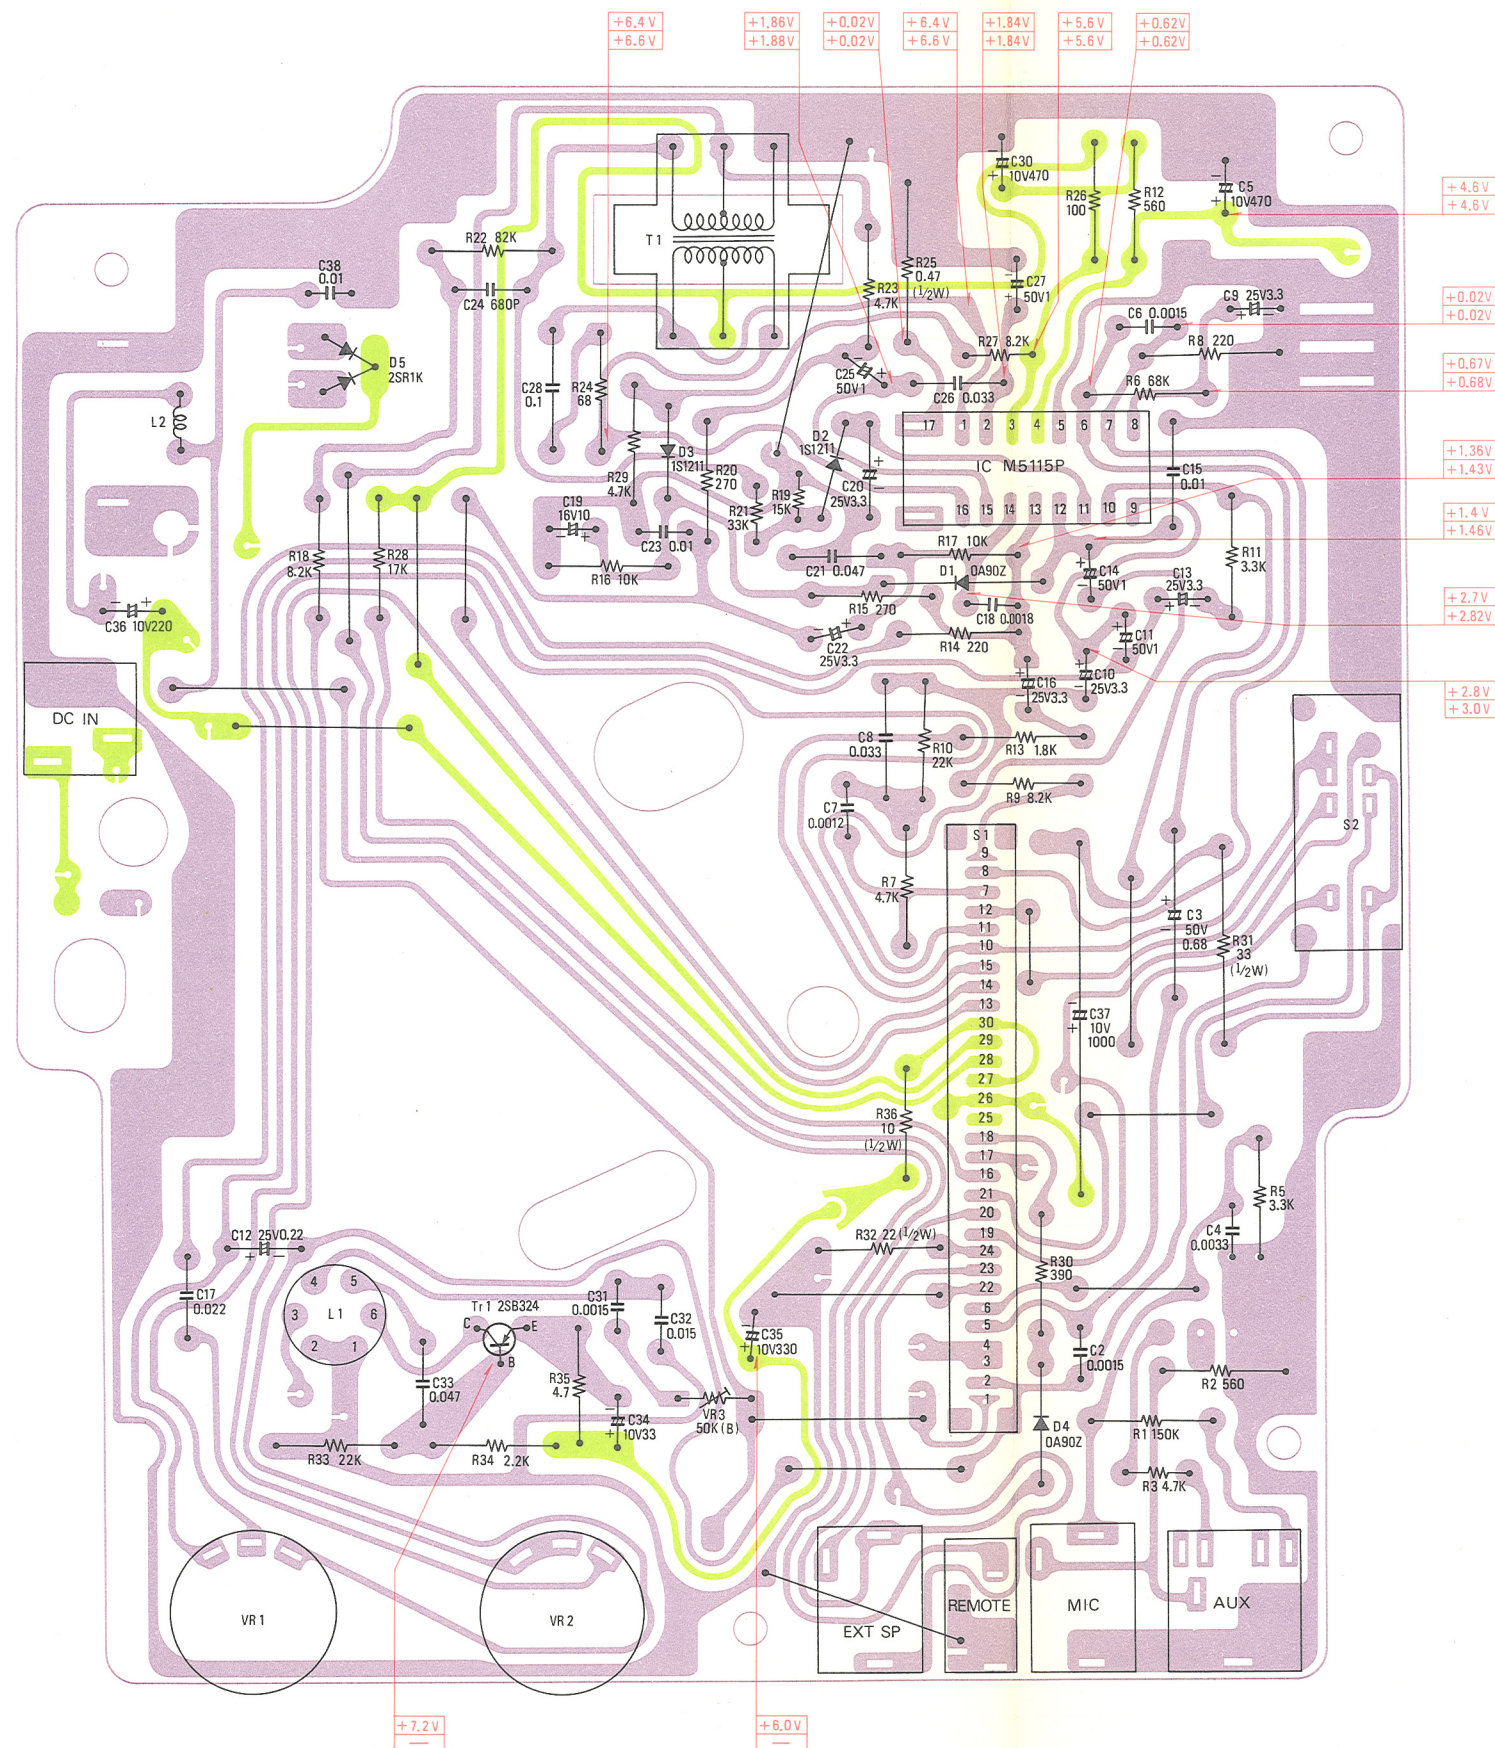 +6.4V
+6.6V
+1.86V
+1.88V
+0.02V
+0.02V
+6.4V
+6.6V
+1.84V
+1.84V
+5.6V
+5.6V
+0.62V
+0.62V
C30
10V470
R26
100
R12
560
C5
10V470
+4.6V
+4.6V
R22 82K
T1
C38
0.01
C24 680P
R25
0.47
(1/2W)
R23
4.7K
C27
50V1
C9 25V3.3
C6 0.0015
+0.02V
+0.02V
R27 8.2K
R8 220
D5
2SR1K
C28
0.1
R24
68
C25
50V1
C26 0.033
R6 68K
+0.67V
+0.68V
L2
17
1
2
3
4
5
6
7
8
D2
1S1211
D3
1S1211
IC M5115P
+1.36V
+1.43V
R29
4.7K
R20
270
C20
25V3.3
C15
0.01
C19
16V10
R21
33K
R19
15K
16
15
14
13
12
11
10
9
+1.4V
+1.46V
C23 0.01
R17 10K
R18
8.2K
R28
17K
R16 10K
C21 0.047
D1 0A90Z
C14
50V1
C13
25V3.3
R11
3.3K
R15 270
C18 0.0018
+2.7V
+2.82V
C36 10V220
C22
25V3.3
R14 220
C11
50V1
C16
25V3.3
C10
25V3.3
+2.8V
+3.0V
DC IN
C8
0.033
R10
22K
R13 1.8K
R9 8.2K
C7
0.0012
S1
S2
9
8
7
12
11
10
15
14
13
30
29
28
27
26
25
18
17
16
21
20
19
24
23
22
6
5
4
3
2
1
R7
4.7K
C3
50V
0.68
R31
33
(1/2W)
C37
10V
1000
R36
10
(1/2W)
R5
3.3K
C4
0.0033
C12 25V0.22
R32 22 (1/2W)
R30
390
C17
0.022
4
5
3
L1
6
2
1
Tr1 2SB324
C
E
B
C31
0.0015
C32
0.015
C35
10V330
C2
0.0015
C33
0.047
R35
4.7
R2 560
VR3
50K(B)
C34
10V33
D4
0A90Z
R1 150K
R33 22K
R34 2.2K
R3 4.7K
VR1
VR2
EXT SP
REMOTE
MIC
AUX
+7.2V
—
+6.0V
—